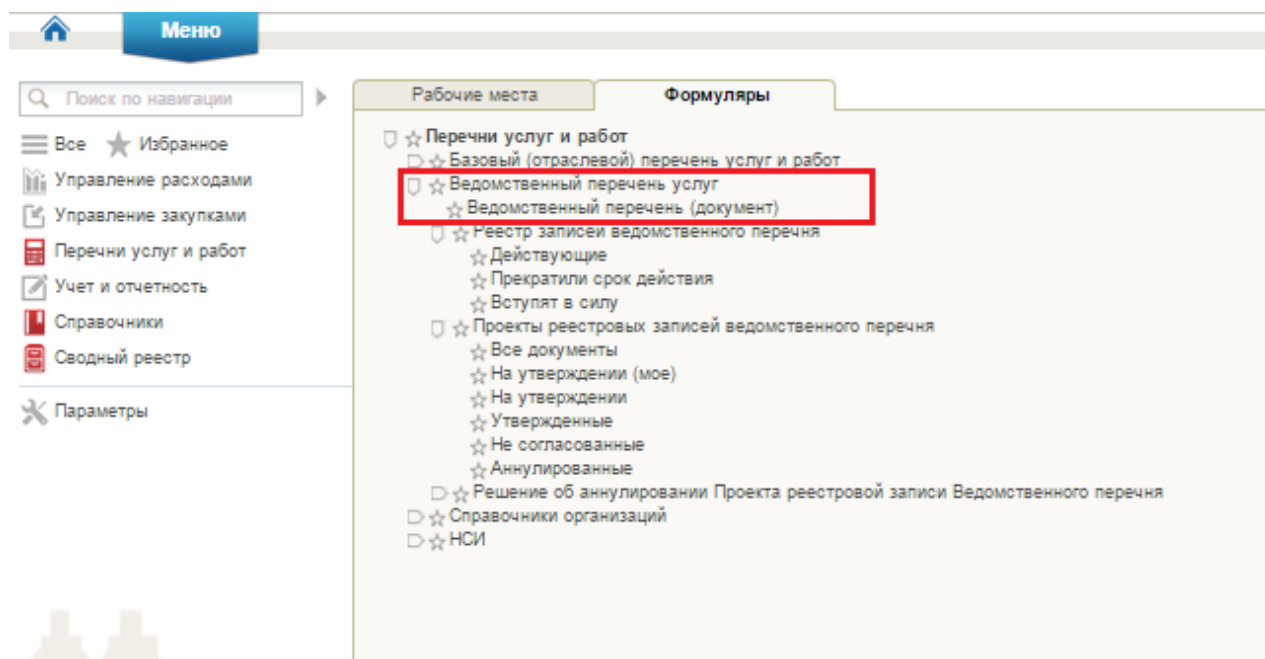 Меню
Поиск по навигации
Все Избранное
Управление расходами
Управление закупками
Перечни услуг и работ
Учет и отчетность
Справочники
Сводный реестр
Параметры
Рабочие места Формуляры
Перечни услуг и работ
Базовый (отраслевой) перечень услуг и работ
Ведомственный перечень услуг
Ведомственный перечень (документ)
Реестр записей ведомственного перечня
Действующие
Прекратили срок действия
Вступят в силу
Проекты реестровых записей ведомственного перечня
Все документы
На утверждении (мое)
На утверждении
Утвержденные
Не согласованные
Аннулированные
Решение об аннулировании Проекта реестровой записи Ведомственного перечня
Справочники организаций
НСИ